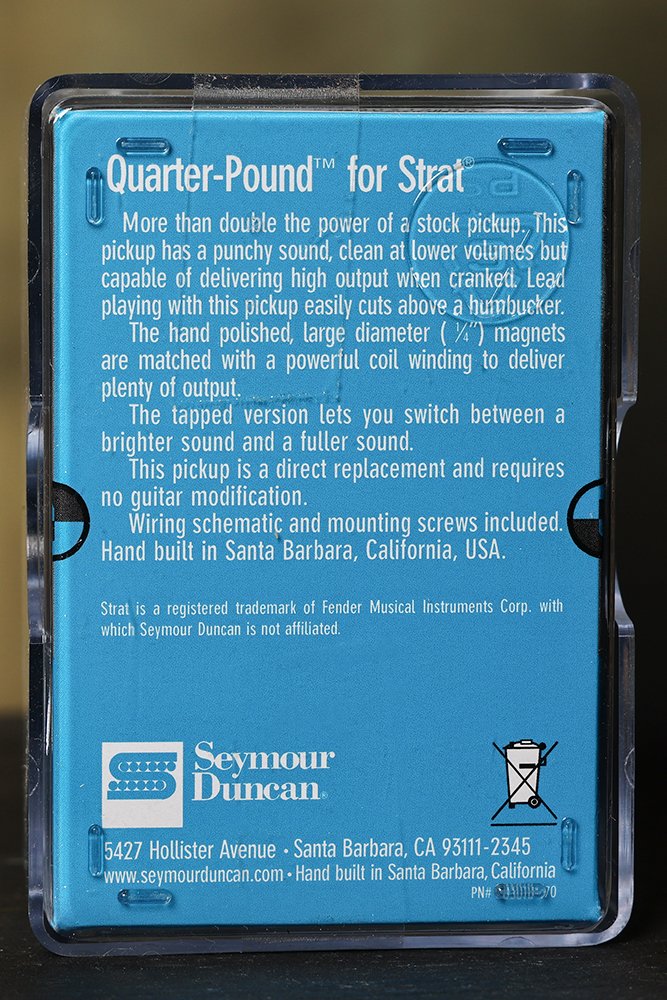 Quarter-Pound™ for Strat®
More than double the power of a stock pickup. This
pickup has a punchy sound, clean at lower volumes but
capable of delivering high output when cranked. Lead
playing with this pickup easily cuts above a humbucker.
The hand polished, large diameter ( ¼") magnets
are matched with a powerful coil winding to deliver
plenty of output.
The tapped version lets you switch between a
brighter sound and a fuller sound.
This pickup is a direct replacement and requires
no guitar modification.
Wiring schematic and mounting screws included.
Hand built in Santa Barbara, California, USA.
Strat is a registered trademark of Fender Musical Instruments Corp. with
which Seymour Duncan is not affiliated.
Seymour
Duncan®
5427 Hollister Avenue • Santa Barbara, CA 93111-2345
www.seymourduncan.com • Hand built in Santa Barbara, California
PN#